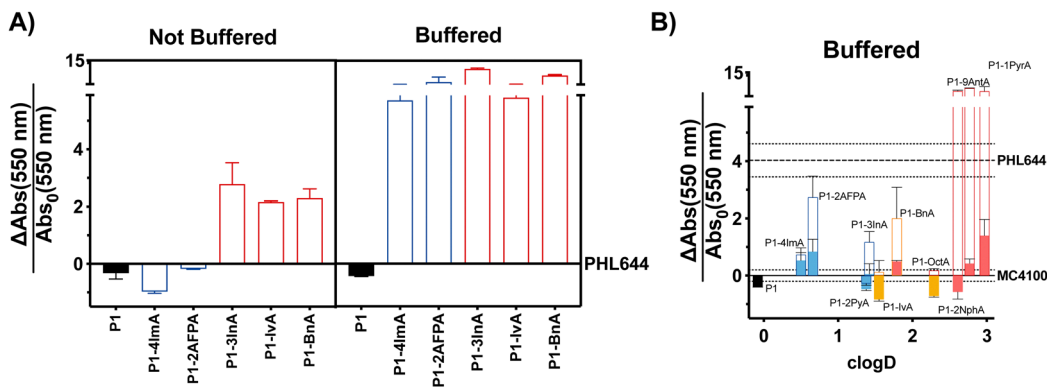 A)
Not Buffered
Buffered
ΔAbs(550 nm)
Abs₀(550 nm)
15
4
2
0
PHL644
P1
P1-4ImA
P1-2AFPA
P1-3InA
P1-IvA
P1-BnA
P1
P1-4ImA
P1-2AFPA
P1-3InA
P1-IvA
P1-BnA
B)
Buffered
ΔAbs(550 nm)
Abs₀(550 nm)
15
4
2
0
P1-1PyrA
P1-9AntA
PHL644
P1-2AFPA
P1-BnA
P1-3InA
P1-4ImA
P1-OctA
MC4100
P1
P1-2PyA
P1-IvA
P1-2NphA
0
1
2
3
clogD